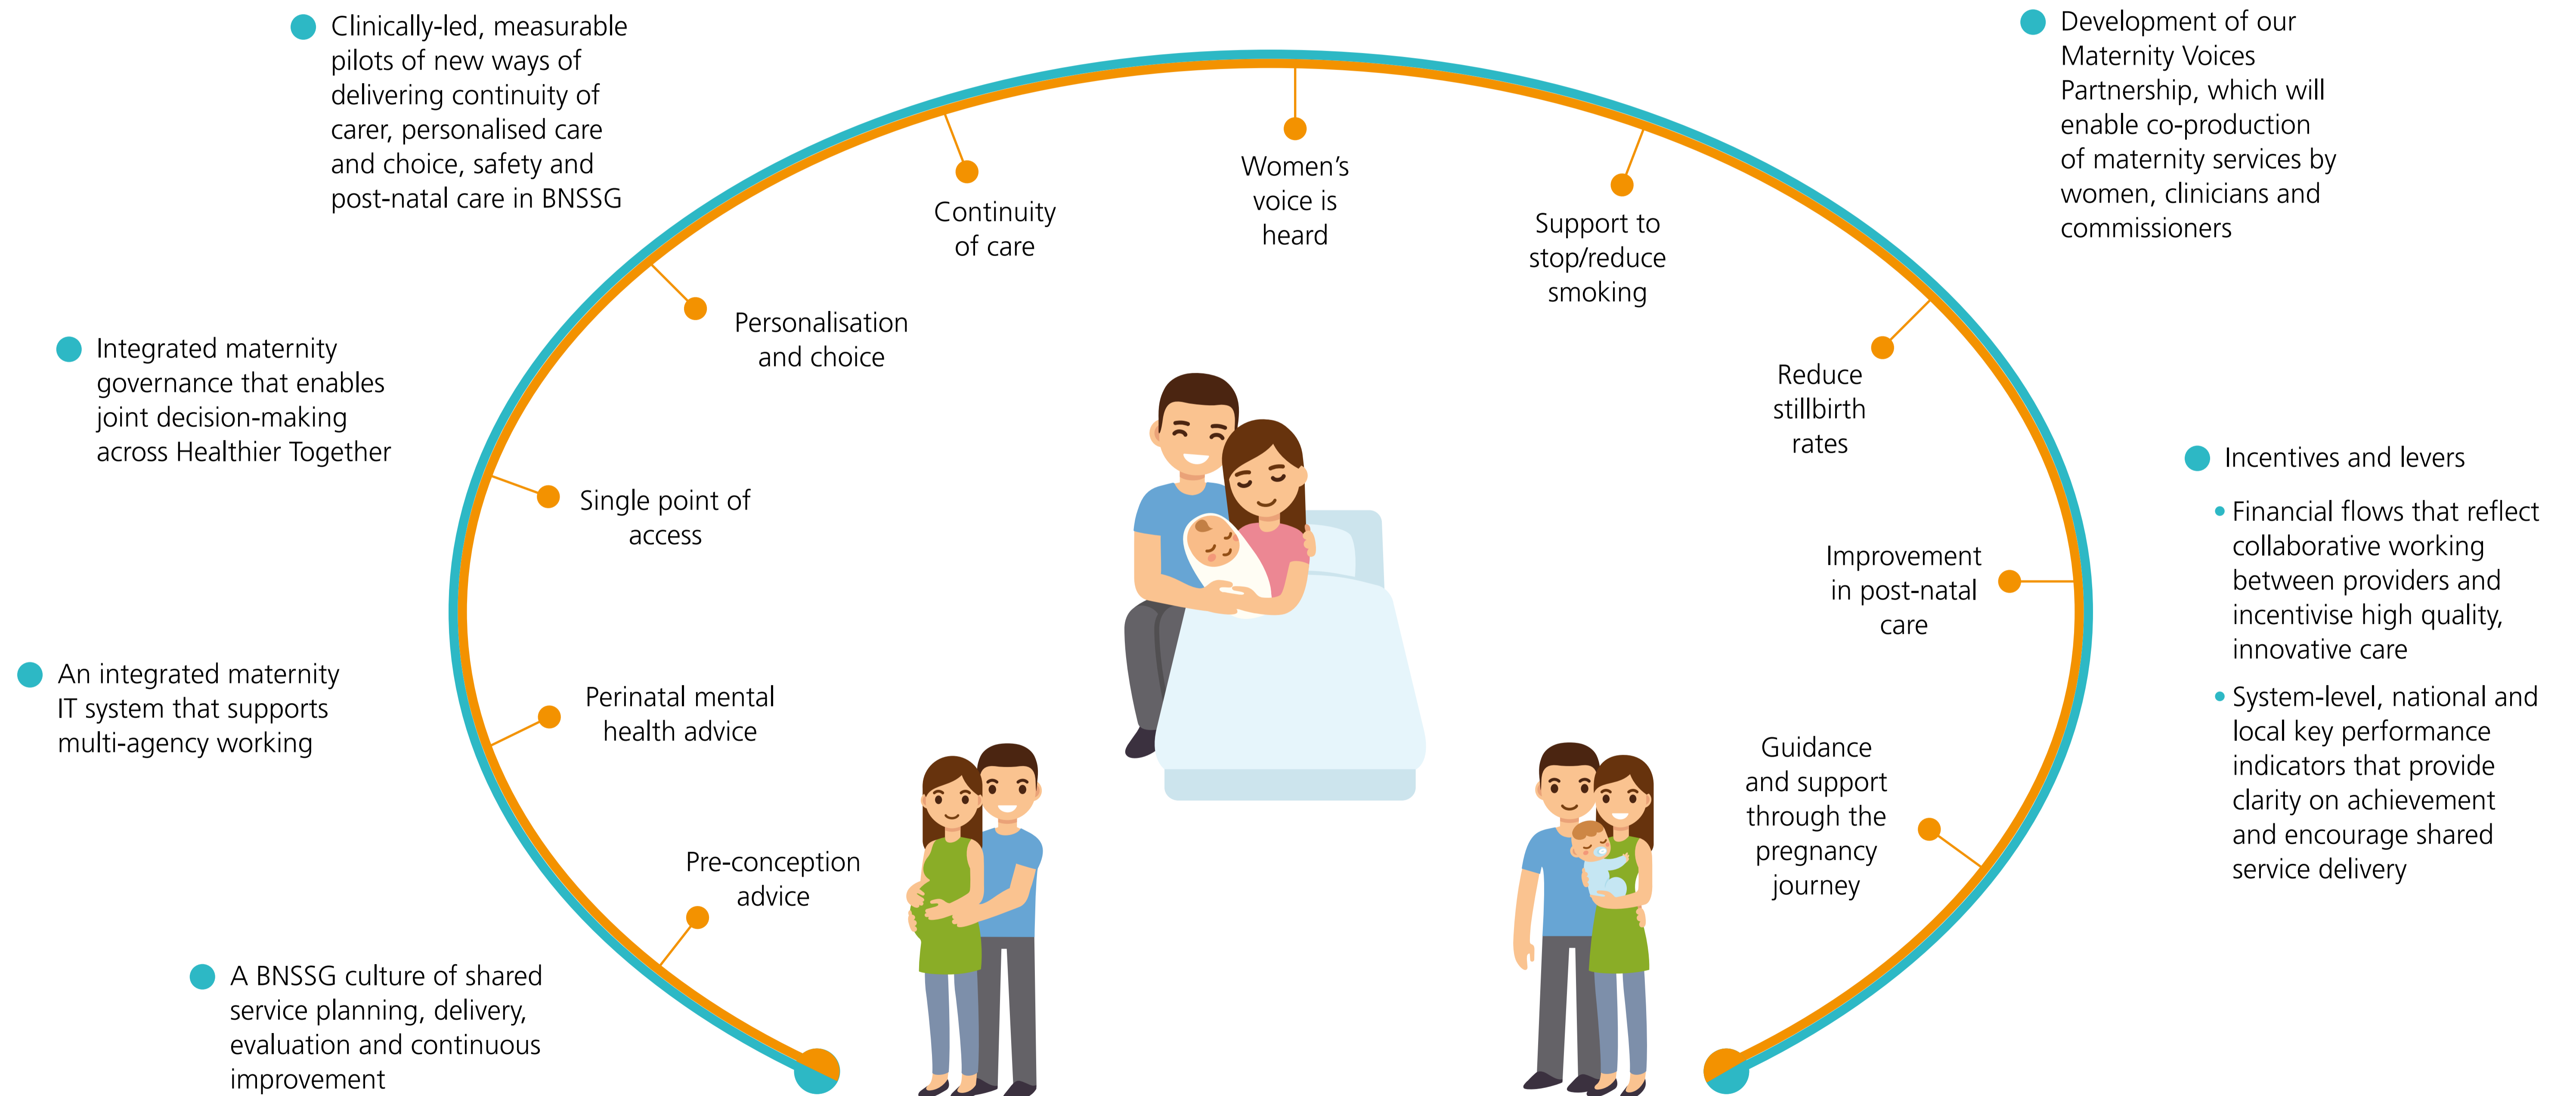 Clinically-led, measurable
pilots of new ways of
delivering continuity of
carer, personalised care
and choice, safety and
post-natal care in BNSSG
Integrated maternity
governance that enables
joint decision-making
across Healthier Together
An integrated maternity
IT system that supports
multi-agency working
A BNSSG culture of shared
service planning, delivery,
evaluation and continuous
improvement
Pre-conception
advice
Perinatal mental
health advice
Single point of
access
Personalisation
and choice
Continuity
of care
Women’s
voice is
heard
Support to
stop/reduce
smoking
Reduce
stillbirth
rates
Improvement
in post-natal
care
Guidance
and support
through the
pregnancy
journey
Development of our
Maternity Voices
Partnership, which will
enable co-production
of maternity services by
women, clinicians and
commissioners
Incentives and levers
• Financial flows that reflect
collaborative working
between providers and
incentivise high quality,
innovative care
• System-level, national and
local key performance
indicators that provide
clarity on achievement
and encourage shared
service delivery